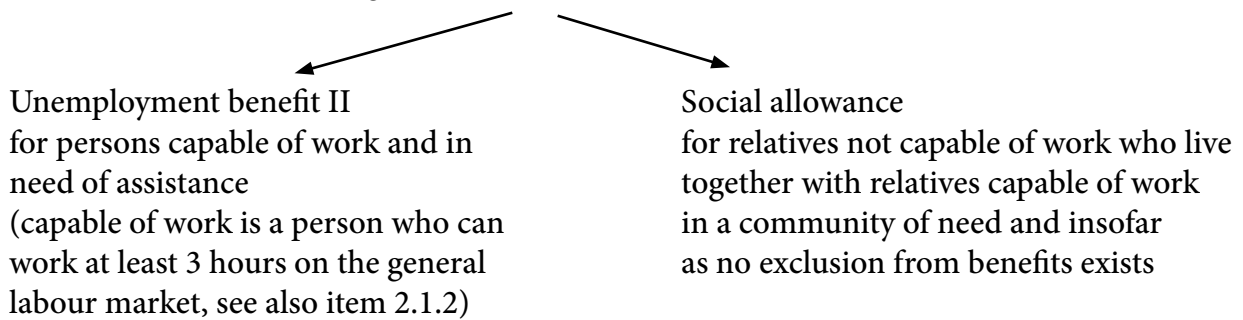 Unemployment benefit II
for persons capable of work and in
need of assistance
(capable of work is a person who can
work at least 3 hours on the general
labour market, see also item 2.1.2)
Social allowance
for relatives not capable of work who live
together with relatives capable of work
in a community of need and insofar
as no exclusion from benefits exists